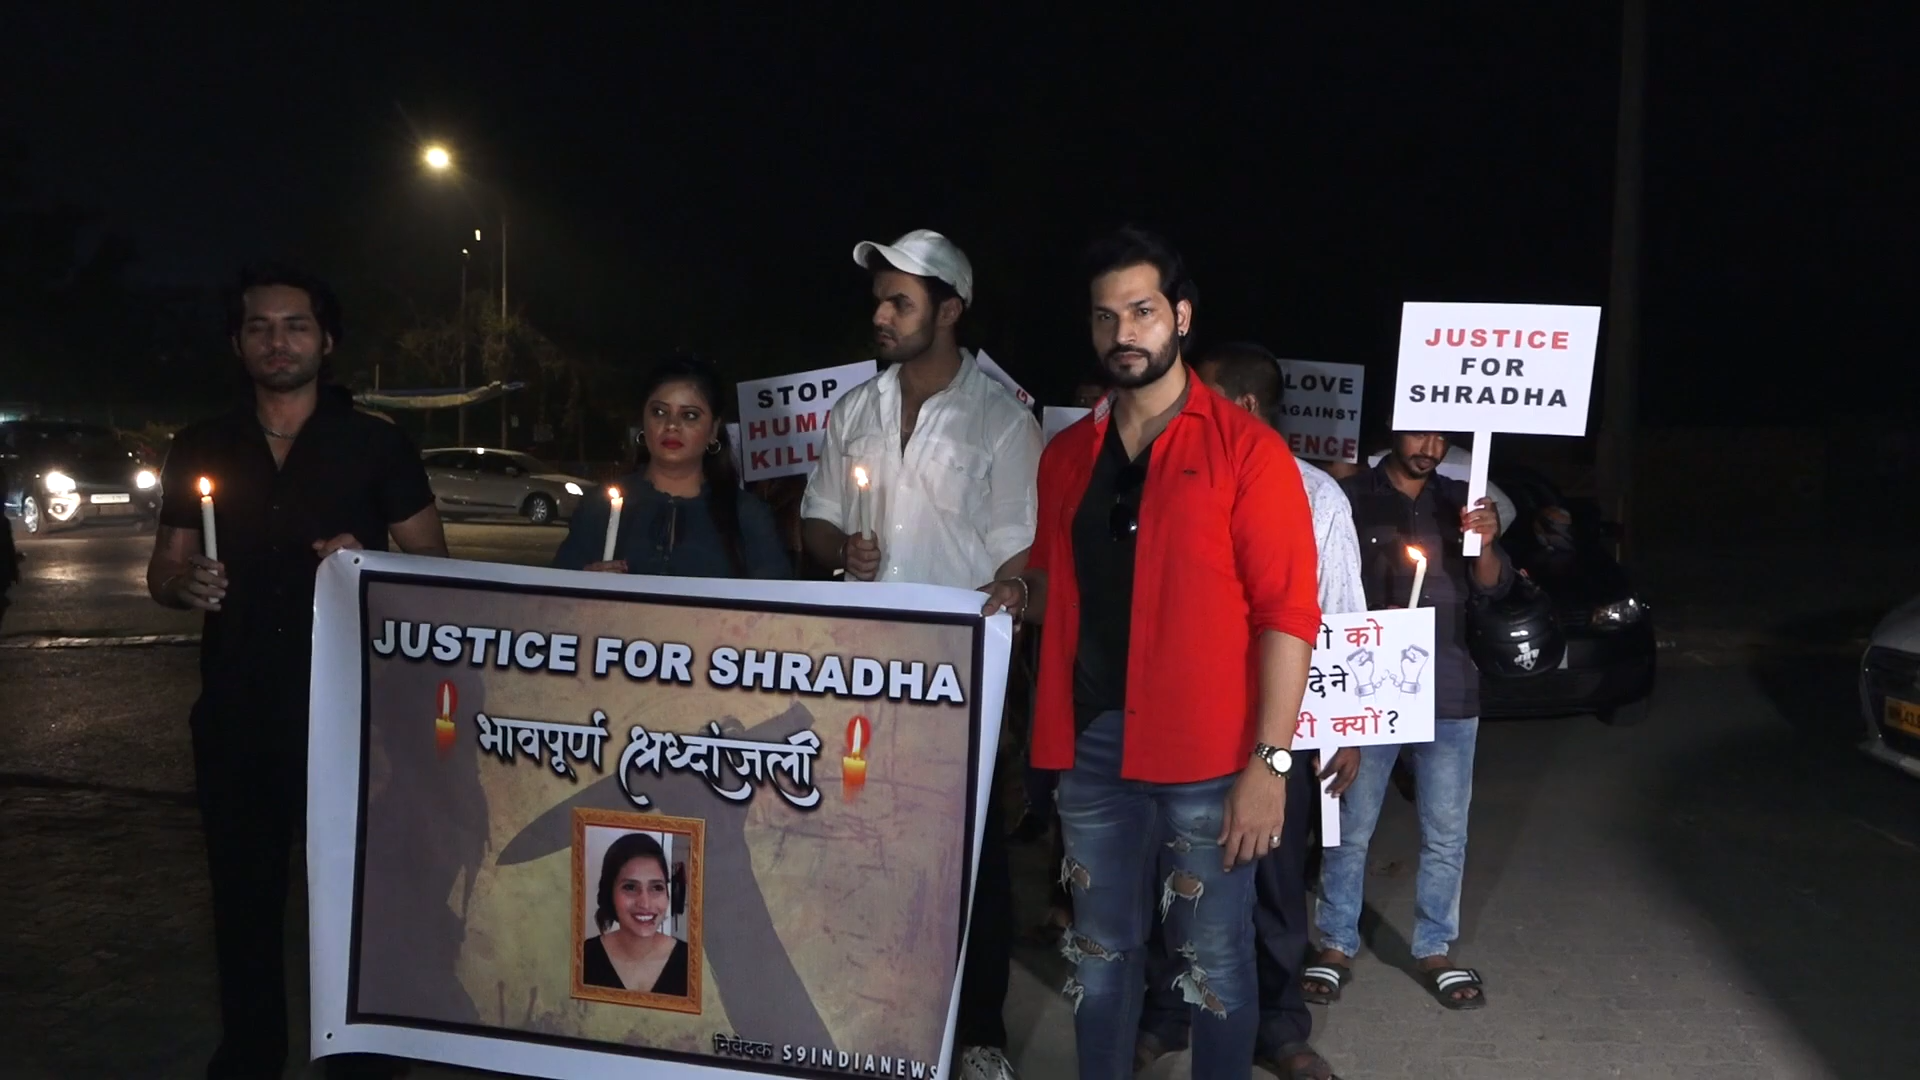 STOP
HUMA
KILL
LOVE
AGAINST
ENCE
JUSTICE
FOR
SHRADHA
को
देने
री क्यों?
JUSTICE FOR SHRADHA
भावपूर्ण श्रध्दांजली
निवेदक S9INDIANEWS